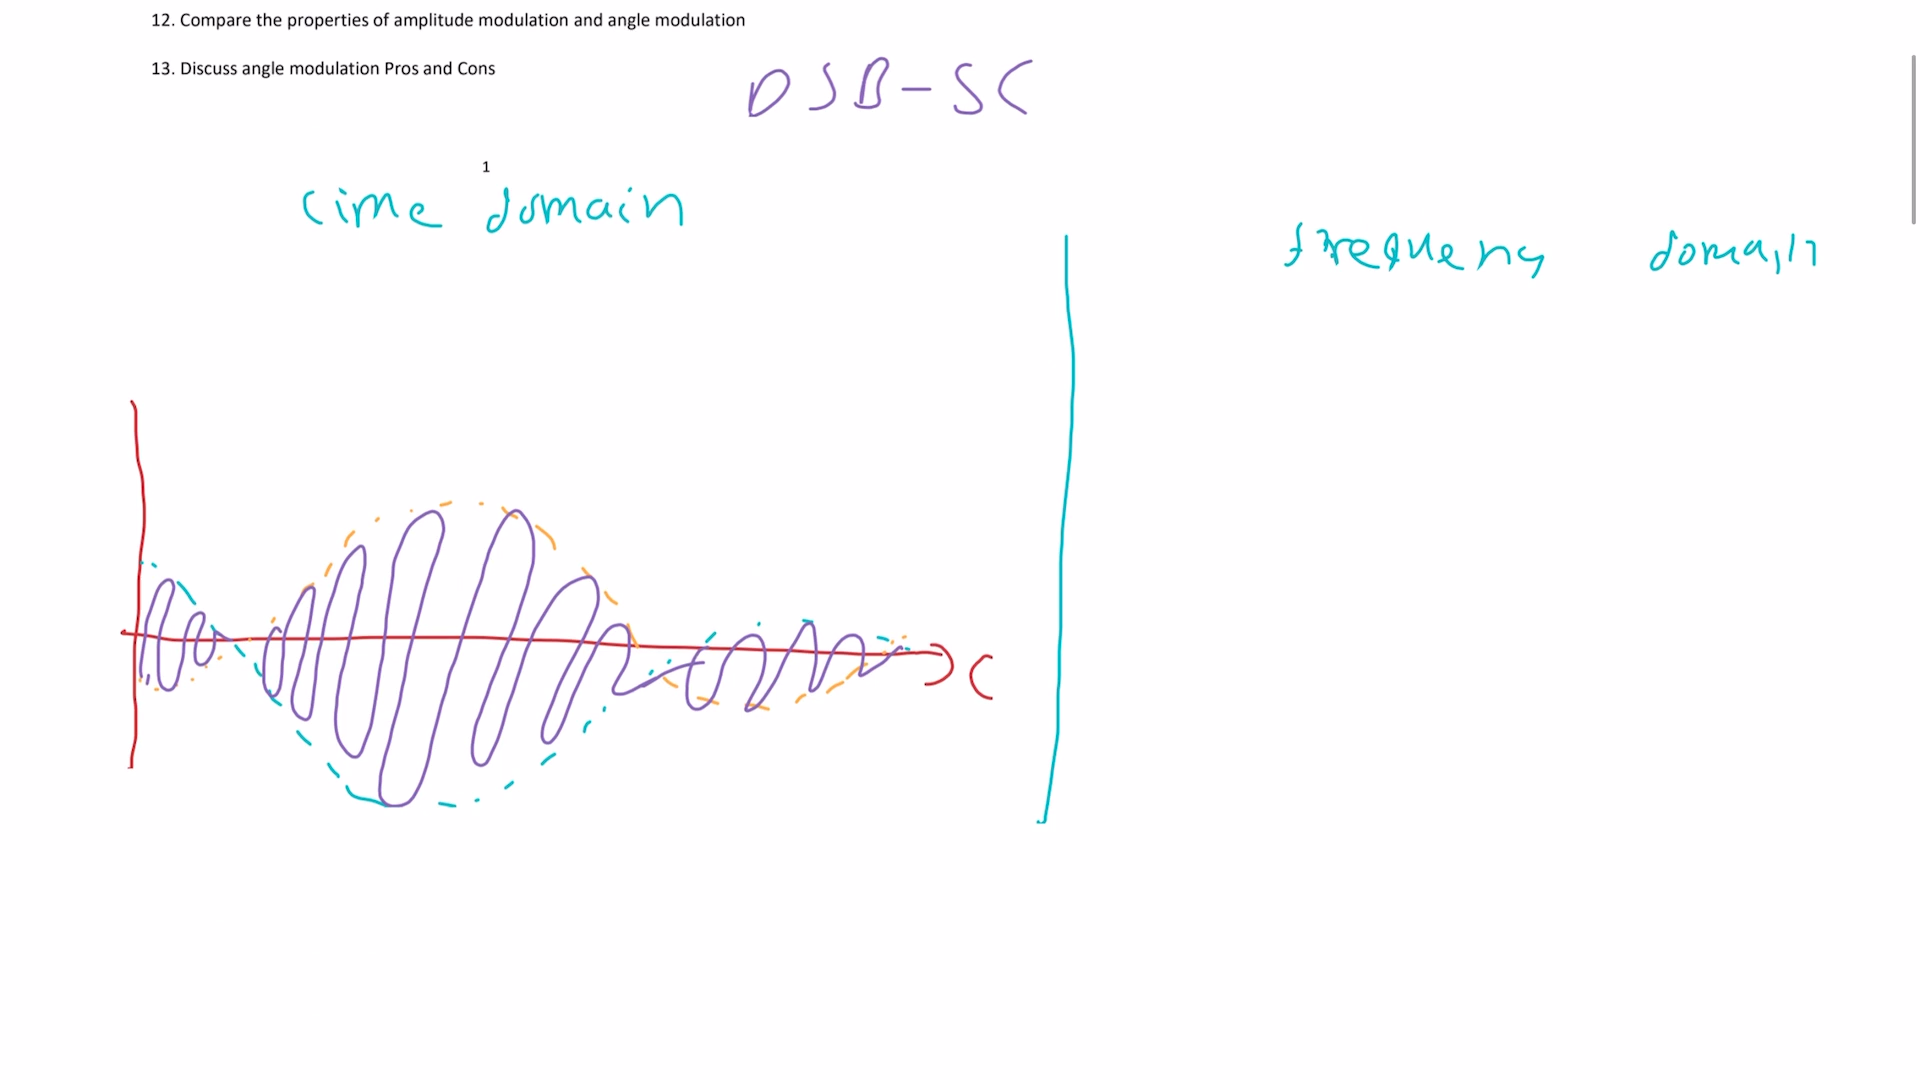 12. Compare the properties of amplitude modulation and angle modulation
13. Discuss angle modulation Pros and Cons
DSB-SC
1
time domain
frequency domain
t